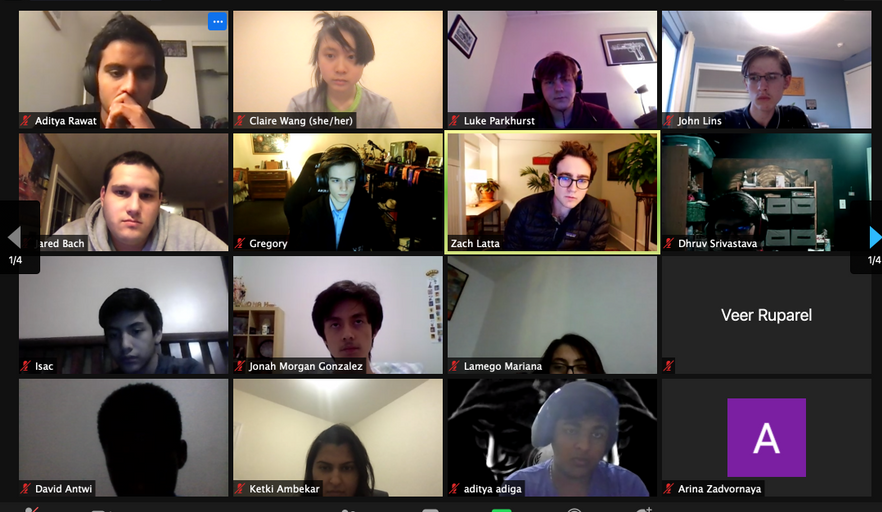 Aditya Rawat
Claire Wang (she/her)
Luke Parkhurst
John Lins
ared Bach
Gregory
Zach Latta
Dhruv Srivastava
1/4
1/4
Isac
Jonah Morgan Gonzalez
Lamego Mariana
Veer Ruparel
David Antwi
Ketki Ambekar
aditya adiga
A
Arina Zadvornaya